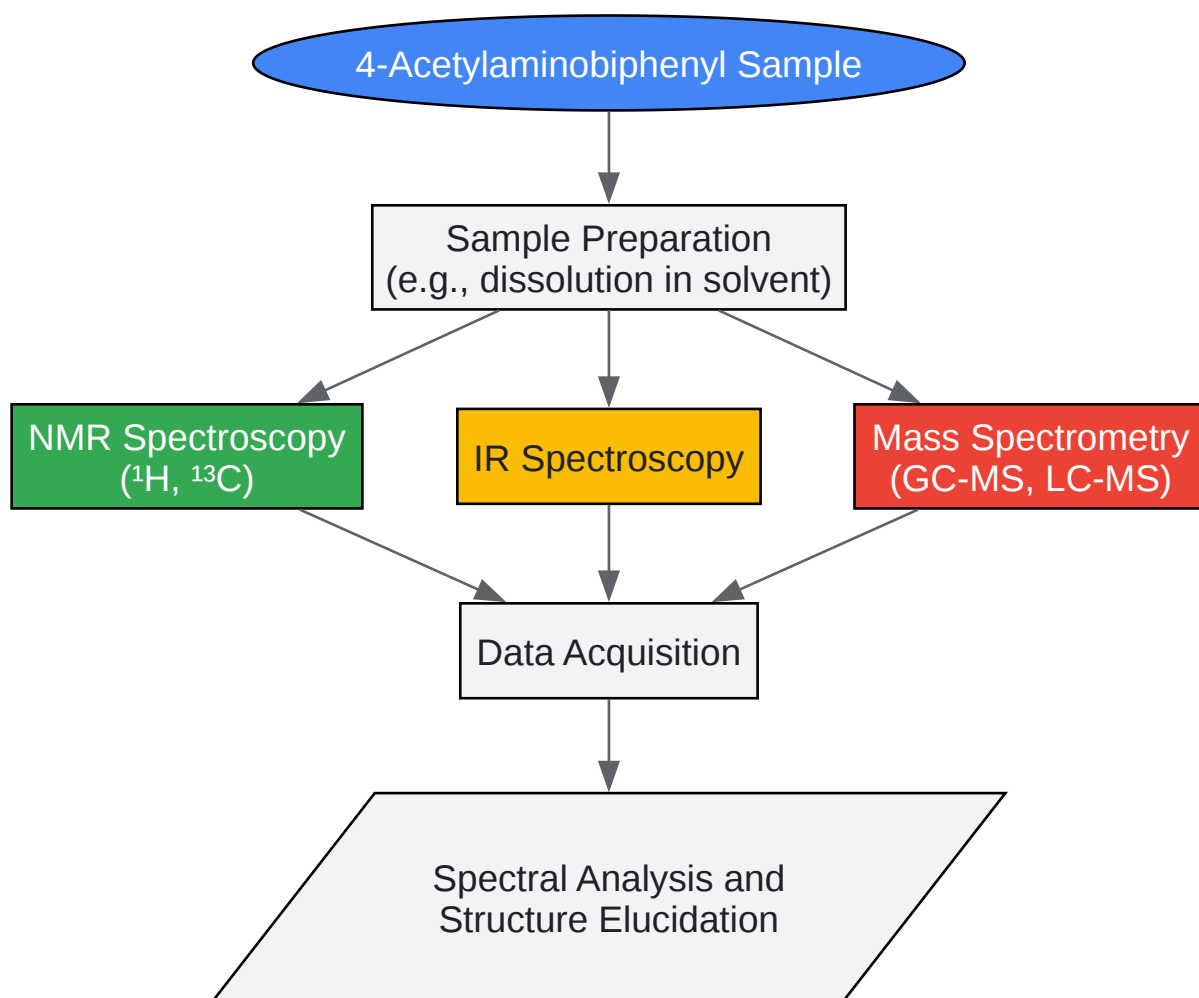 4-Acetylaminobiphenyl Sample
Sample Preparation
(e.g., dissolution in solvent)
NMR Spectroscopy
(¹H, ¹³C)
IR Spectroscopy
Mass Spectrometry
(GC-MS, LC-MS)
Data Acquisition
Spectral Analysis and
Structure Elucidation